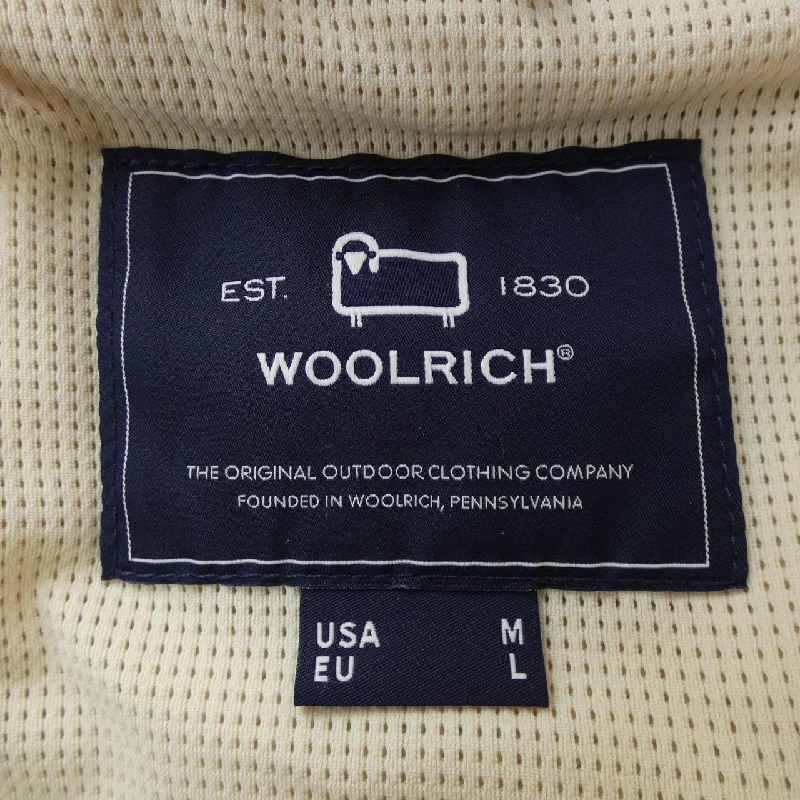 EST. 1830
WOOLRICH®
THE ORIGINAL OUTDOOR CLOTHING COMPANY
FOUNDED IN WOOLRICH, PENNSYLVANIA
USA M
EU L